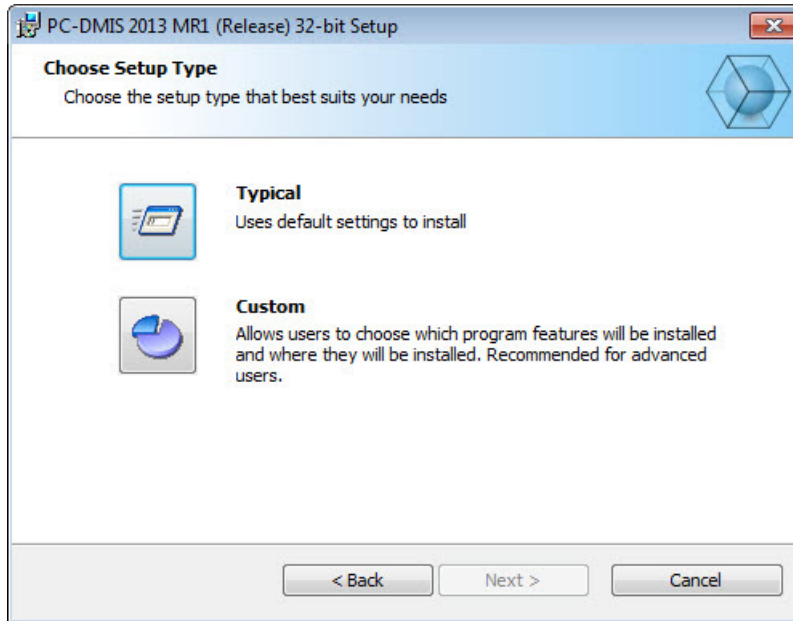 PC-DMIS 2013 MR1 (Release) 32-bit Setup
Choose Setup Type
Choose the setup type that best suits your needs
Typical
Uses default settings to install
Custom
Allows users to choose which program features will be installed
and where they will be installed. Recommended for advanced
users.
< Back Next > Cancel